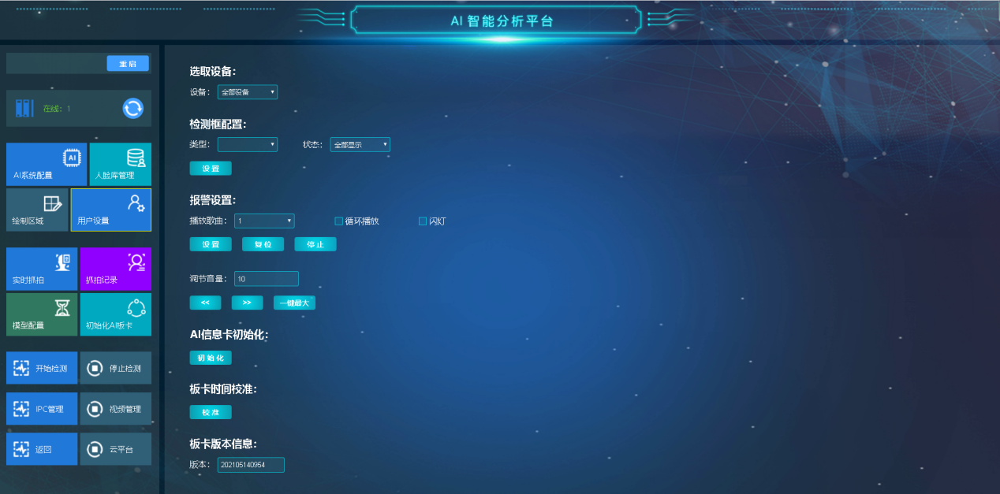 AI 智能分析平台
重启
在线：1
AI
AI系统配置
人脸库管理
绘制区域
用户设置
实时抓拍
抓拍记录
模型配置
初始化AI板卡
开始检测
停止检测
IPC管理
视频管理
返回
云平台
选取设备：
设备： 全部设备
检测框配置：
类型： 状态： 全部显示
设置
报警设置：
播放歌曲： 1 循环播放 闪灯
设置 复位 停止
调节音量： 10
<< >> 一键最大
AI信息卡初始化：
初始化
板卡时间校准：
校准
板卡版本信息：
版本： 202105140954